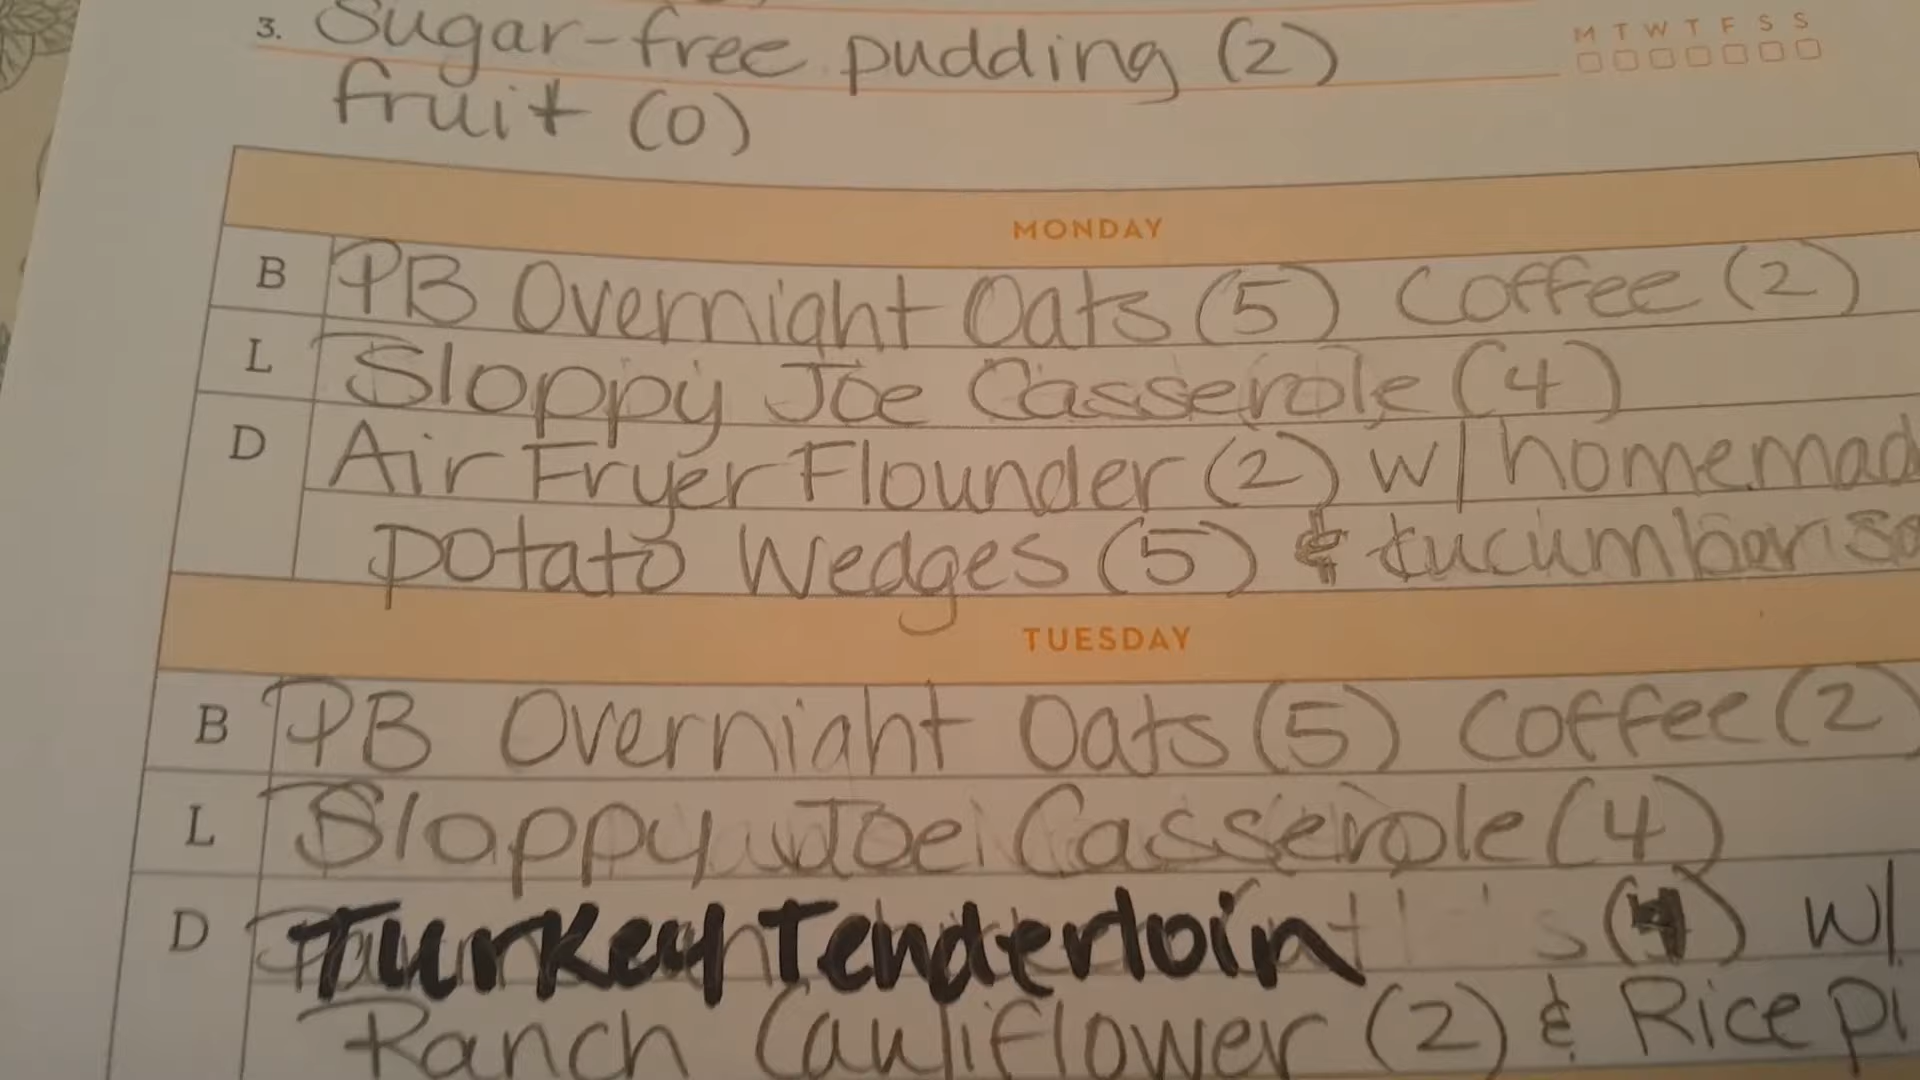 3. Sugar-free pudding (2)
M T W T F S S
fruit (0)
MONDAY
B PB Overnight Oats (5) Coffee (2)
L Sloppy Joe Casserole (4)
D Air Fryer Flounder (2) w/ homemad
potato Wedges (5) &
TUESDAY
B PB Overnight Oats (5) Coffee (2)
L Sloppy Joe Casserole (4)
D Turkey Tenderloin (4) w/
Ranch Cauliflower (2) & Rice pi